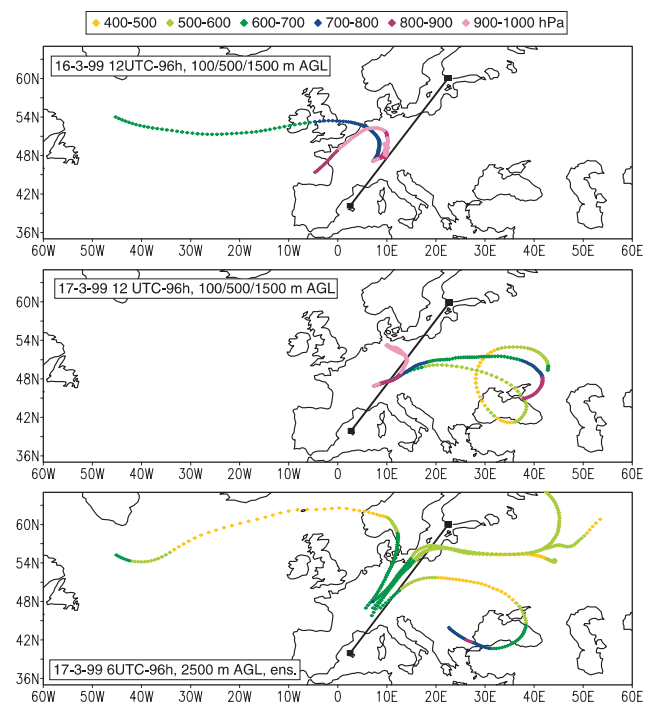 400-500 500-600 600-700 700-800 800-900 900-1000 hPa
16-3-99 12UTC-96h, 100/500/1500 m AGL
60N
54N
48N
42N
36N
60W 50W 40W 30W 20W 10W 0 10E 20E 30E 40E 50E 60E
17-3-99 12 UTC-96h, 100/500/1500 m AGL
60N
54N
48N
42N
36N
60W 50W 40W 30W 20W 10W 0 10E 20E 30E 40E 50E 60E
60N
54N
48N
42N
17-3-99 6UTC-96h, 2500 m AGL, ens.
36N
60W 50W 40W 30W 20W 10W 0 10E 20E 30E 40E 50E 60E